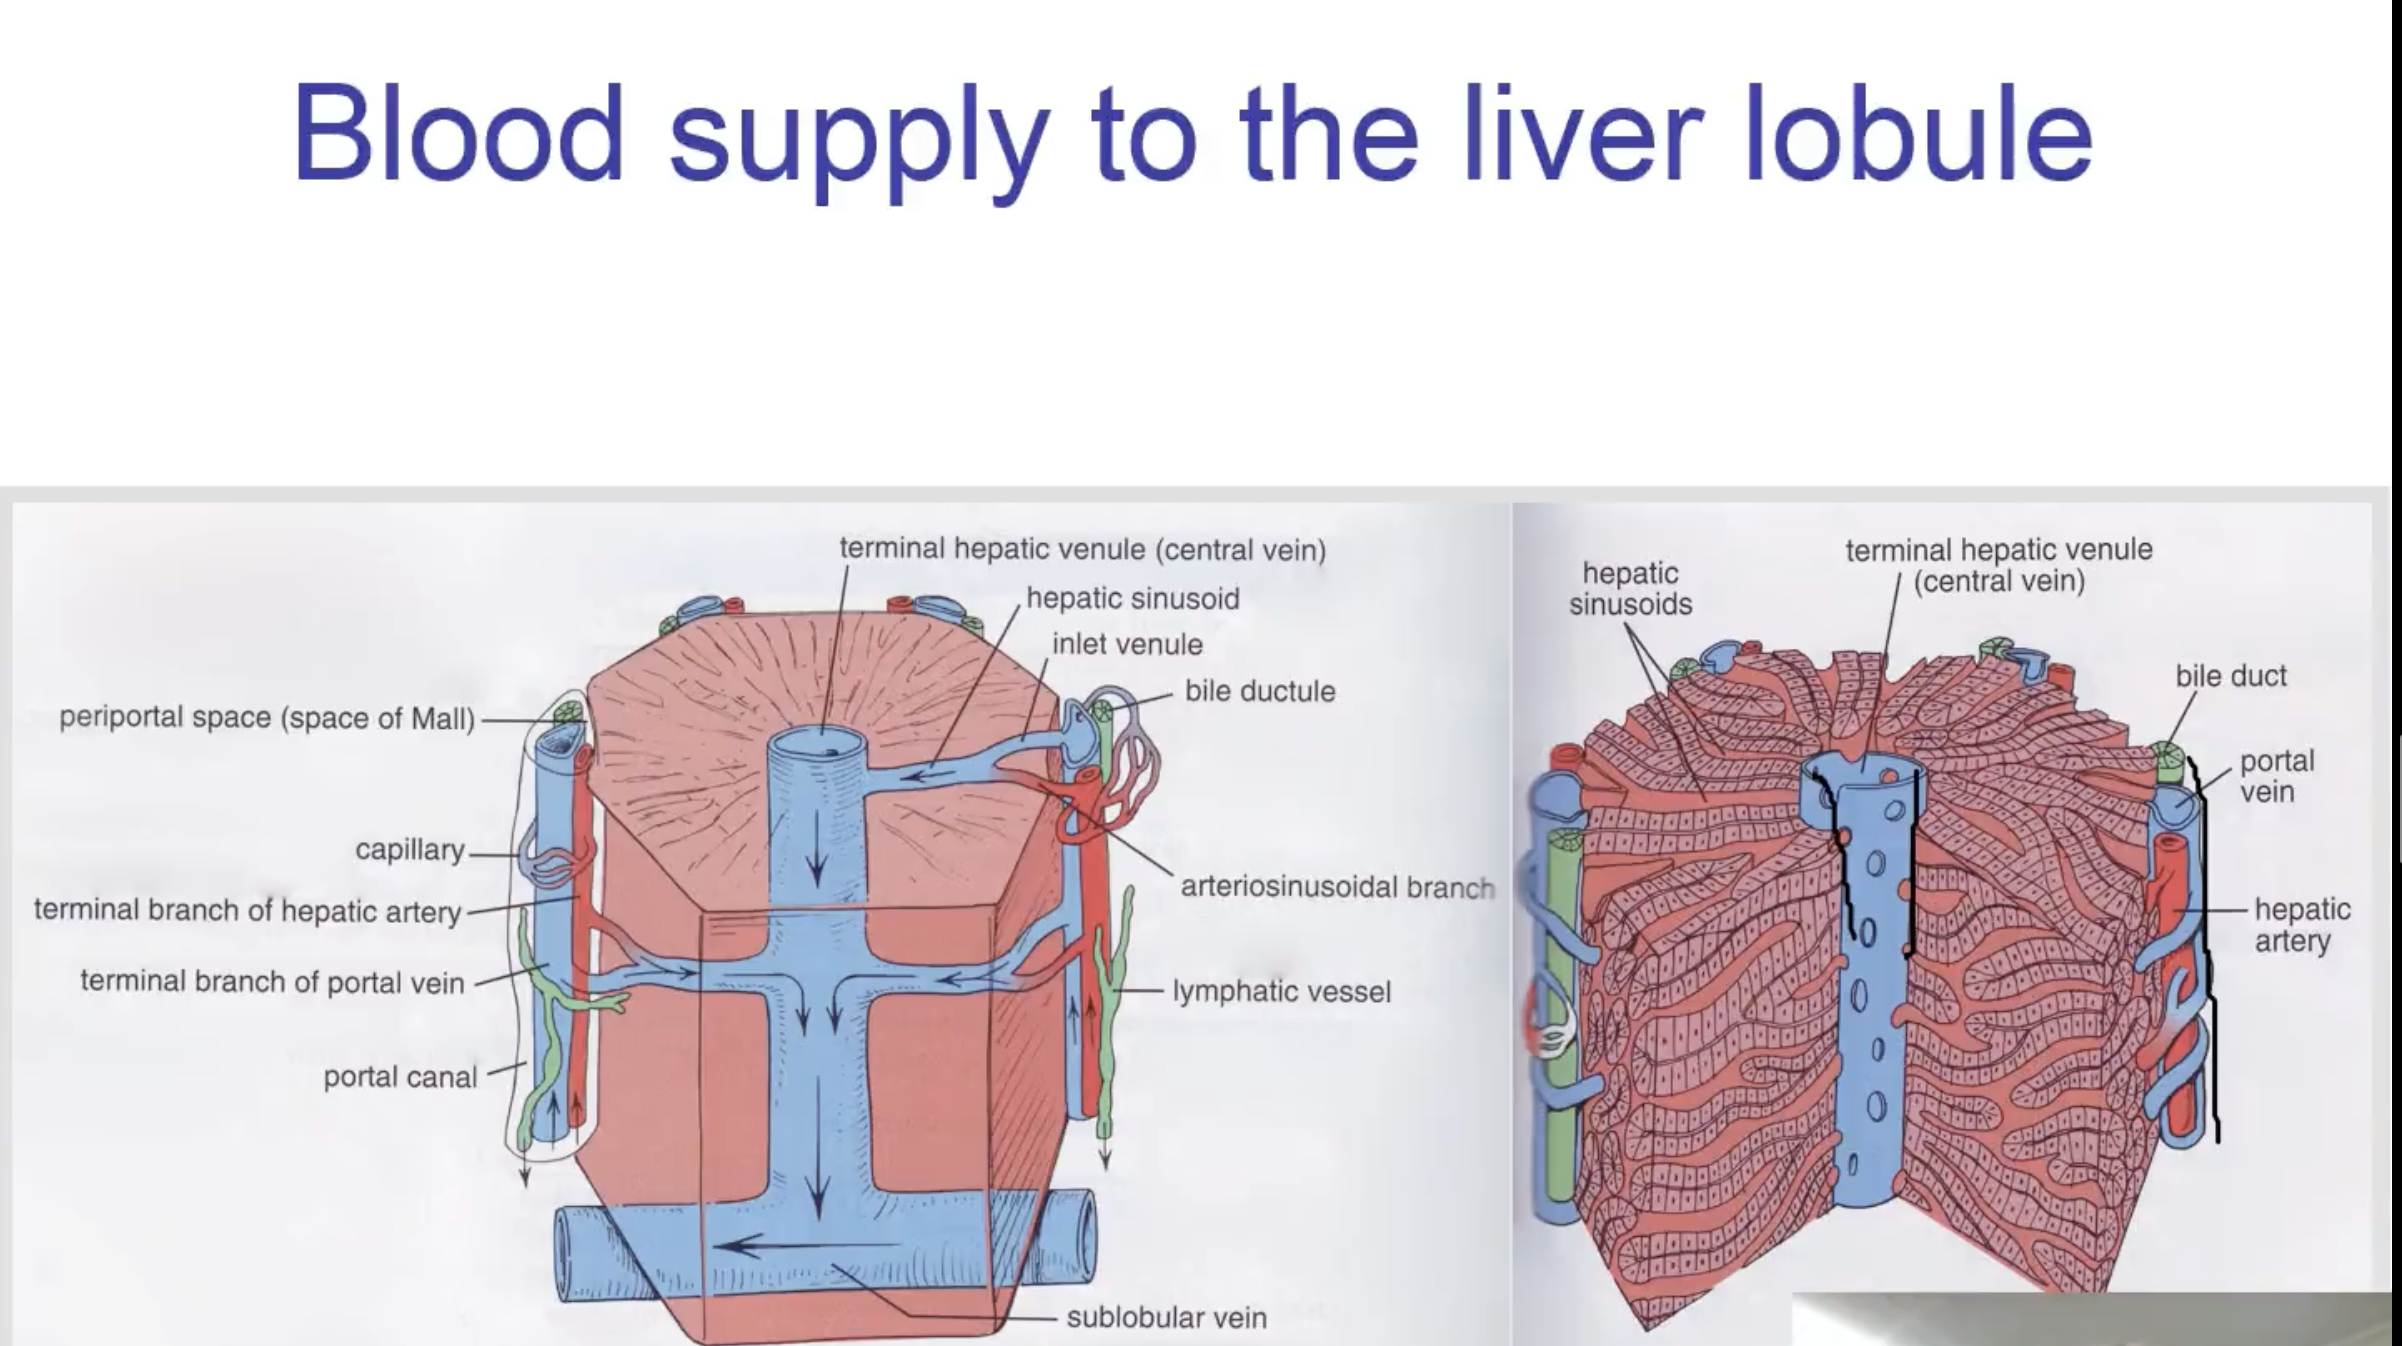 Blood supply to the liver lobule
terminal hepatic venule (central vein)
hepatic sinusoid
inlet venule
bile ductule
periportal space (space of Mall)
capillary
terminal branch of hepatic artery
terminal branch of portal vein
portal canal
arteriosinusoidal branch
lymphatic vessel
sublobular vein
hepatic
sinusoids
terminal hepatic venule
(central vein)
bile duct
portal
vein
hepatic
artery